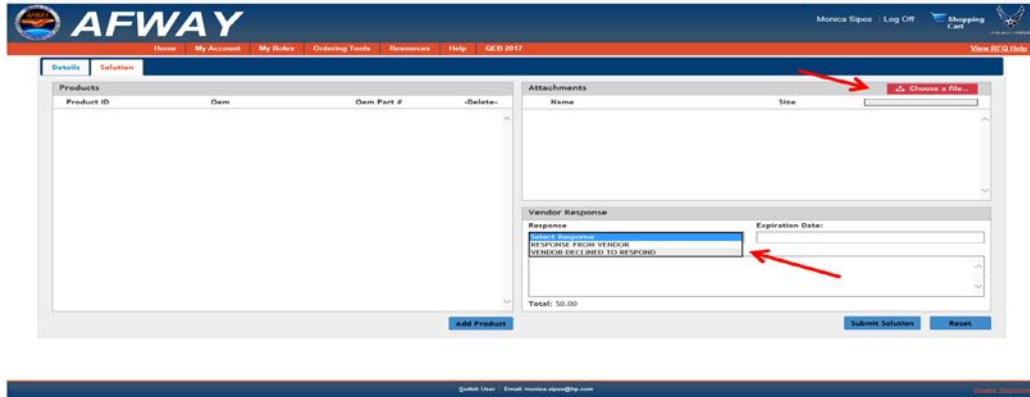 AFWAY
Monica Sipos | Log Off Shopping Cart
Home My Account My Roles Ordering Tools Resources Help QEB 2017 View RFQ Help
Details Solution
Products
Product ID Oem Oem Part # -Delete-
Attachments Choose a file...
Name Size
Vendor Response
Response Expiration Date:
Select Response
RESPONSE FROM VENDOR
VENDOR DECLINED TO RESPOND
Total: $0.00
Add Product Submit Solution Reset
Switch User | Email: monica.sipos@hp.com